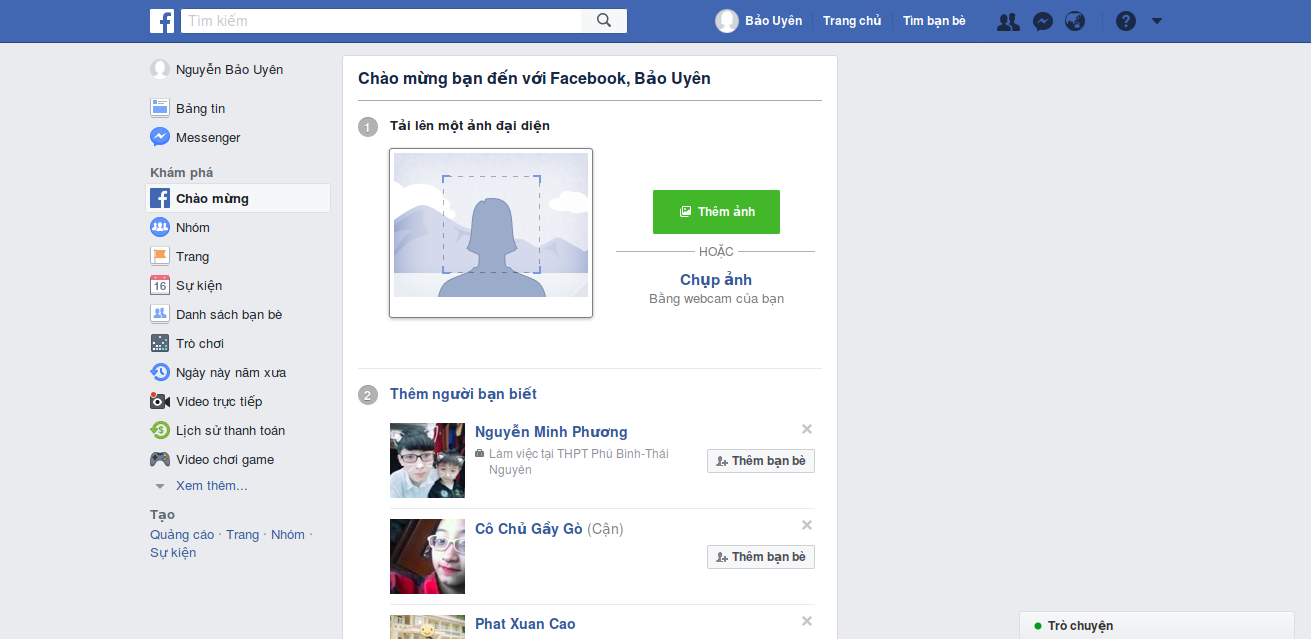 Tìm kiếm
Bảo Uyên
Trang chủ
Tìm bạn bè
Nguyễn Bảo Uyên
Bảng tin
Messenger
Khám phá
Chào mừng
Nhóm
Trang
16 Sự kiện
Danh sách bạn bè
Trò chơi
Ngày này năm xưa
Video trực tiếp
Lịch sử thanh toán
Video chơi game
Xem thêm...
Tạo
Quảng cáo · Trang · Nhóm ·
Sự kiện
Chào mừng bạn đến với Facebook, Bảo Uyên
1 Tải lên một ảnh đại diện
Thêm ảnh
HOẶC
Chụp ảnh
Bằng webcam của bạn
2 Thêm người bạn biết
Nguyễn Minh Phương
Làm việc tại THPT Phú Bình-Thái
Nguyên
Thêm bạn bè
Cô Chủ Gầy Gò (Cận)
Thêm bạn bè
Phat Xuan Cao
Trò chuyện